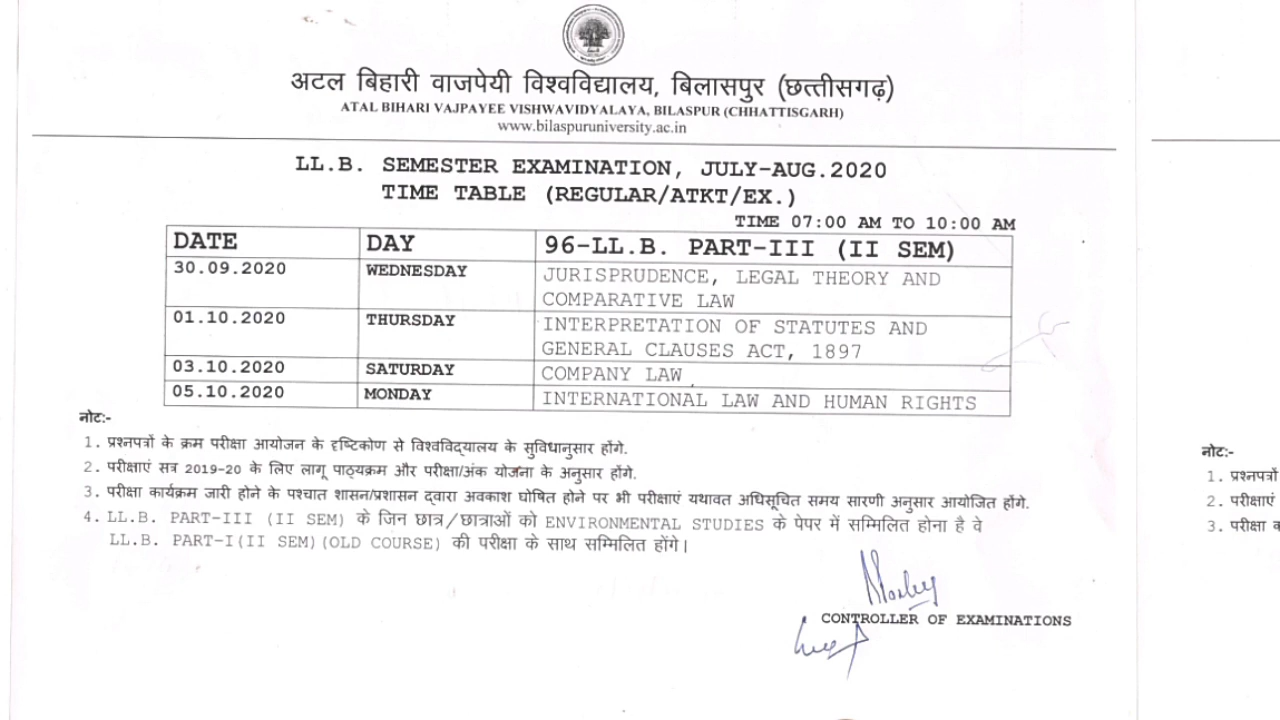 अटल बिहारी वाजपेयी विश्वविद्यालय, बिलासपुर (छत्तीसगढ़)
ATAL BIHARI VAJPAYEE VISHWAVIDYALAYA, BILASPUR (CHHATTISGARH)
www.bilaspuruniversity.ac.in
LL.B. SEMESTER EXAMINATION, JULY-AUG.2020
TIME TABLE (REGULAR/ATKT/EX.)
TIME 07:00 AM TO 10:00 AM
DATE DAY 96-LL.B. PART-III (II SEM)
30.09.2020 WEDNESDAY JURISPRUDENCE, LEGAL THEORY AND
COMPARATIVE LAW
01.10.2020 THURSDAY INTERPRETATION OF STATUTES AND
GENERAL CLAUSES ACT, 1897
03.10.2020 SATURDAY COMPANY LAW
05.10.2020 MONDAY INTERNATIONAL LAW AND HUMAN RIGHTS
नोट:-
1. प्रश्नपत्रों के क्रम परीक्षा आयोजन के दृष्टिकोण से विश्वविद्यालय के सुविधानुसार होंगे.
2. परीक्षाएं सत्र 2019-20 के लिए लागू पाठ्यक्रम और परीक्षा/अंक योजना के अनुसार होंगे.
3. परीक्षा कार्यक्रम जारी होने के पश्चात शासन/प्रशासन द्वारा अवकाश घोषित होने पर भी परीक्षाएं यथावत अधिसूचित समय सारणी अनुसार आयोजित होंगे.
4. LL.B. PART-III (II SEM) के जिन छात्र/छात्राओं को ENVIRONMENTAL STUDIES के पेपर में सम्मिलित होना है वे
LL.B. PART-I(II SEM)(OLD COURSE) की परीक्षा के साथ सम्मिलित होंगे।
CONTROLLER OF EXAMINATIONS
नोट:-
1. प्रश्नपत्रों
2. परीक्षाएं
3. परीक्षा